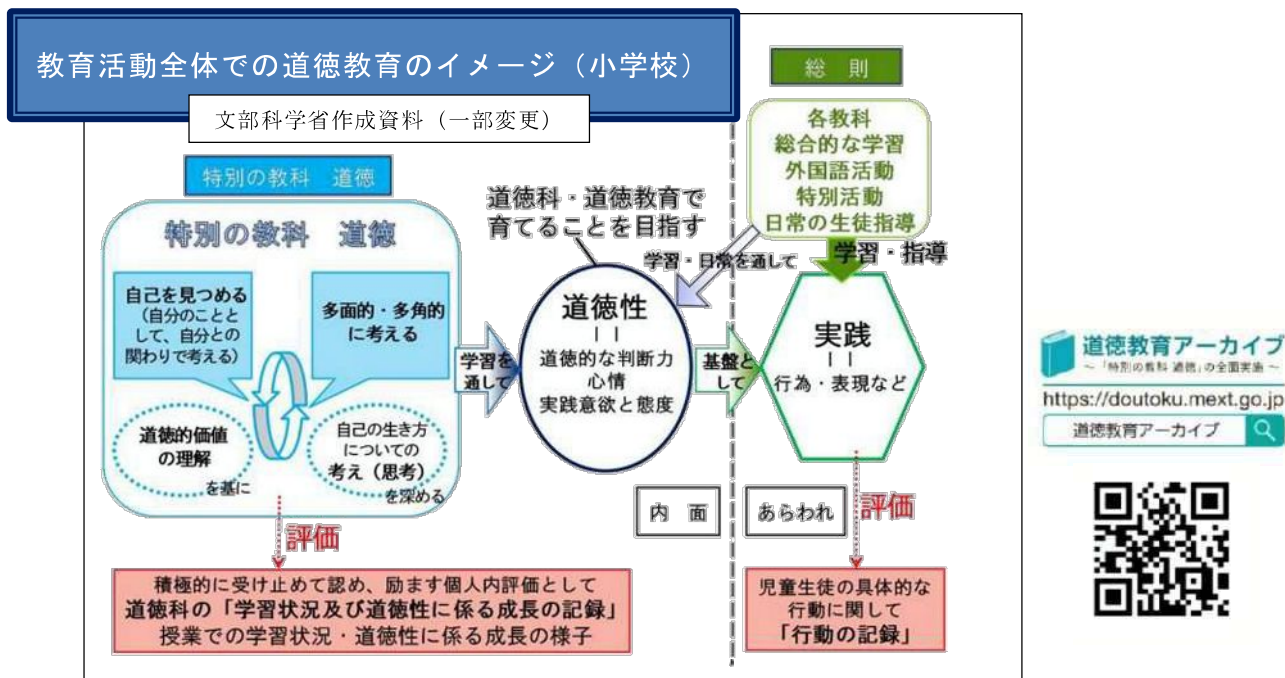 教育活動全体での道徳教育のイメージ（小学校）
文部科学省作成資料（一部変更）
特別の教科　道徳
特別の教科　道徳
自己を見つめる
（自分のことと
して、自分との
関わりで考える）
多面的・多角的
に考える
道徳的価値
の理解
を基に
自己の生き方
についての
考え（思考）
を深める
学習を
通して
道徳科・道徳教育で
育てることを目指す
道徳性
||
道徳的な判断力
心情
実践意欲と態度
総　則
各教科
総合的な学習
外国語活動
特別活動
日常の生徒指導
学習・日常を通して
学習・指導
基盤と
して
実践
||
行為・表現など
内　面
あらわれ
評価
積極的に受け止めて認め、励ます個人内評価として
道徳科の「学習状況及び道徳性に係る成長の記録」
授業での学習状況・道徳性に係る成長の様子
評価
児童生徒の具体的な
行動に関して
「行動の記録」
道徳教育アーカイブ
～「特別の教科 道徳」の全面実施～
https://doutoku.mext.go.jp
道徳教育アーカイブ